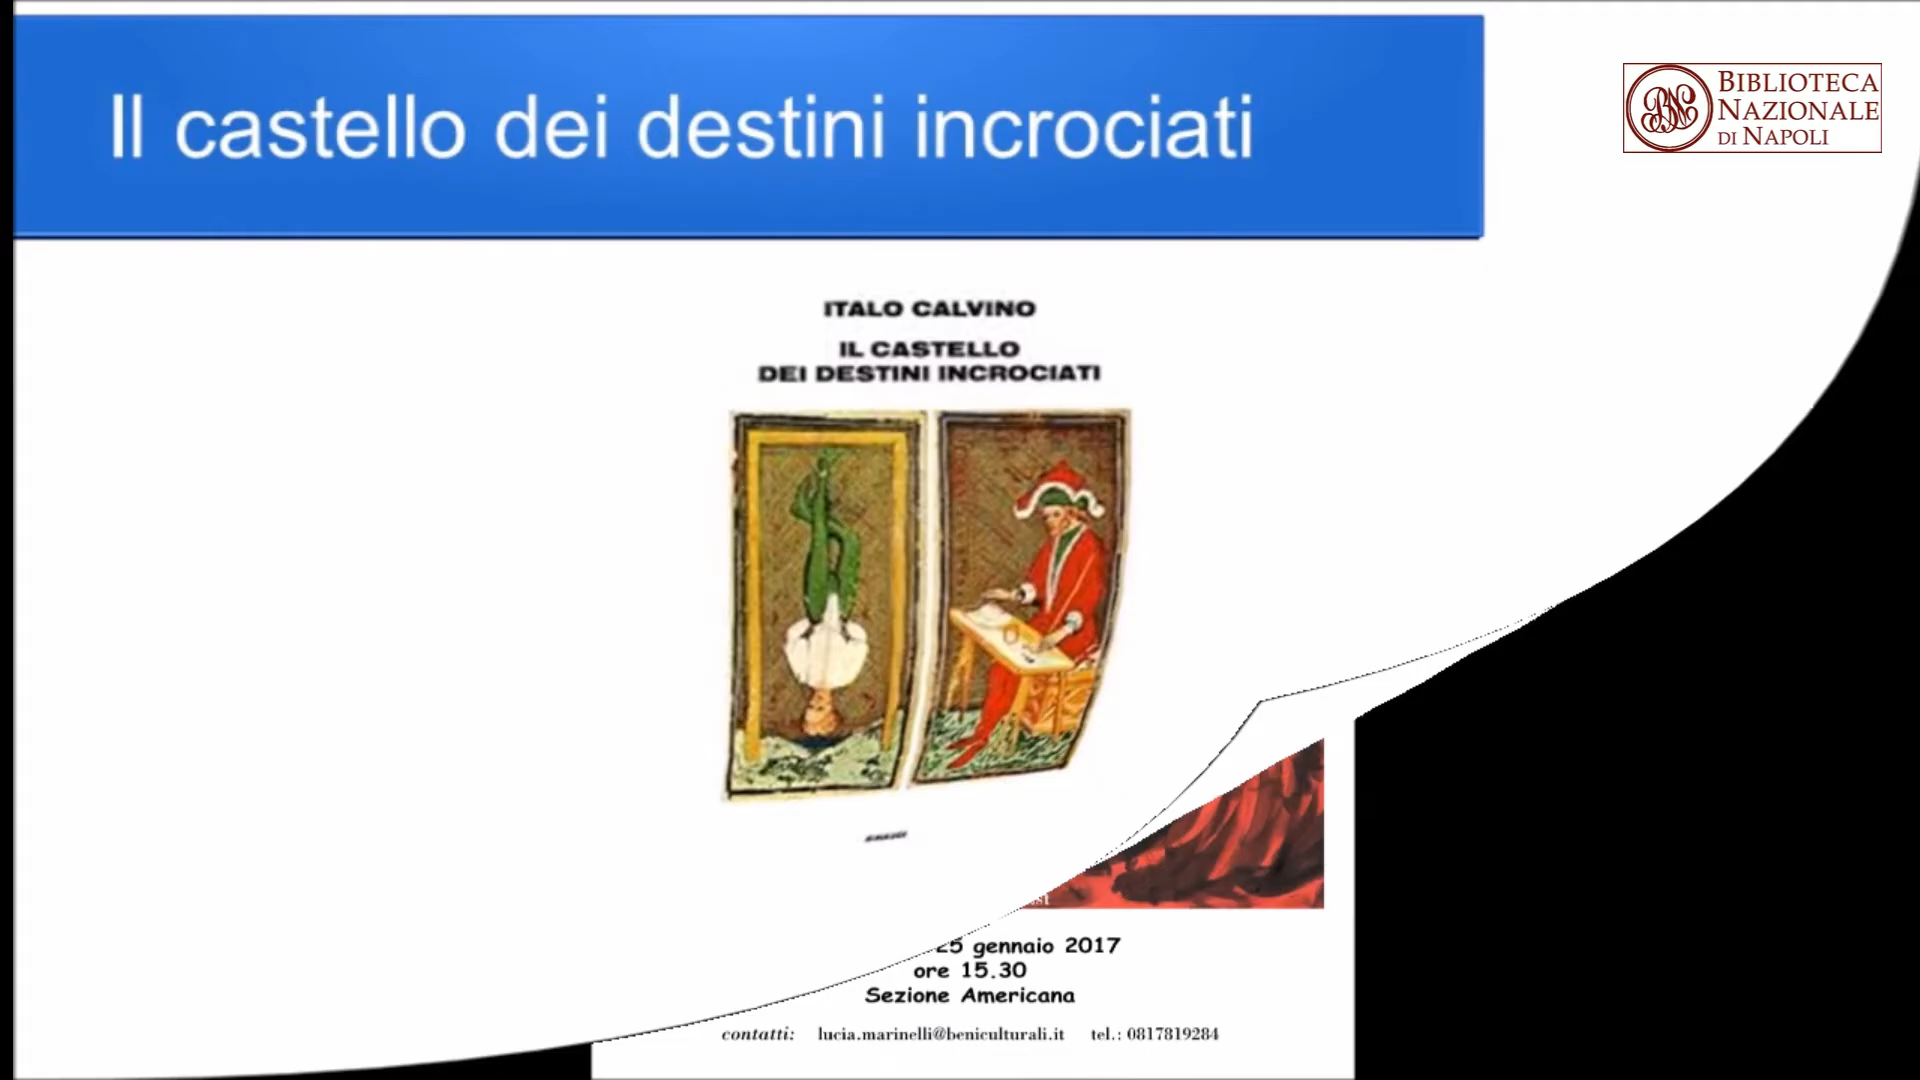 Il castello dei destini incrociati
BIBLIOTECA
NAZIONALE
DI NAPOLI
ITALO CALVINO
IL CASTELLO
DEI DESTINI INCROCIATI
25 gennaio 2017
ore 15.30
Sezione Americana
contatti: lucia.marinelli@beniculturali.it tel.: 0817819284